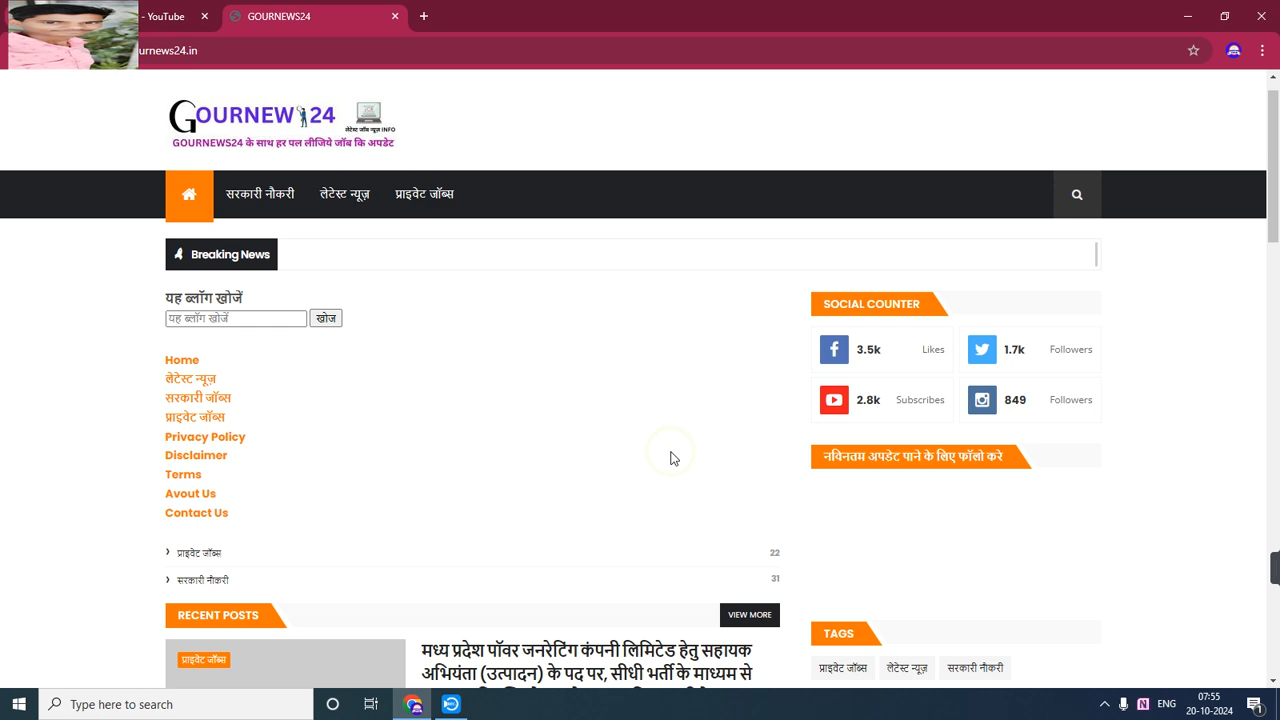 - YouTube
GOURNEWS24
urnews24.in
GOURNEW 24
लेटेस्ट जॉब न्यूज़ INFO
GOURNEWS24 के साथ हर पल लीजिये जॉब कि अपडेट
सरकारी नौकरी
लेटेस्ट न्यूज़
प्राइवेट जॉब्स
Breaking News
यह ब्लॉग खोजें
यह ब्लॉग खोजें
खोज
Home
लेटेस्ट न्यूज़
सरकारी जॉब्स
प्राइवेट जॉब्स
Privacy Policy
Disclaimer
Terms
Avout Us
Contact Us
प्राइवेट जॉब्स 22
सरकारी नौकरी 31
RECENT POSTS
VIEW MORE
प्राइवेट जॉब्स
मध्य प्रदेश पॉवर जनरेटिंग कंपनी लिमिटेड हेतु सहायक
अभियंता (उत्पादन) के पद पर, सीधी भर्ती के माध्यम से
SOCIAL COUNTER
3.5k Likes
1.7k Followers
2.8k Subscribes
849 Followers
नविनतम अपडेट पाने के लिए फॉलो करे
TAGS
प्राइवेट जॉब्स
लेटेस्ट न्यूज़
सरकारी नौकरी
Type here to search
ENG
07:55
20-10-2024